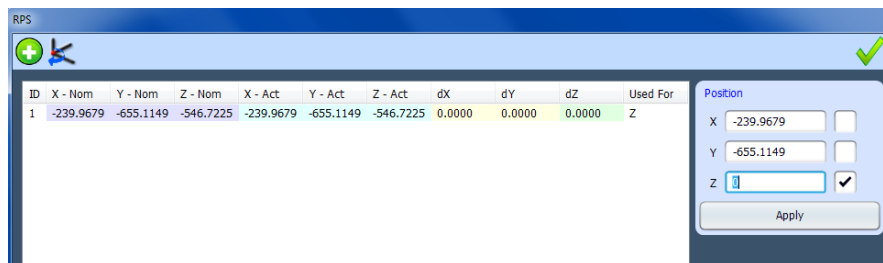 RPS
ID X - Nom Y - Nom Z - Nom X - Act Y - Act Z - Act dX dY dZ Used For
1 -239.9679 -655.1149 -546.7225 -239.9679 -655.1149 -546.7225 0.0000 0.0000 0.0000 Z
Position
X -239.9679
Y -655.1149
Z 0
Apply